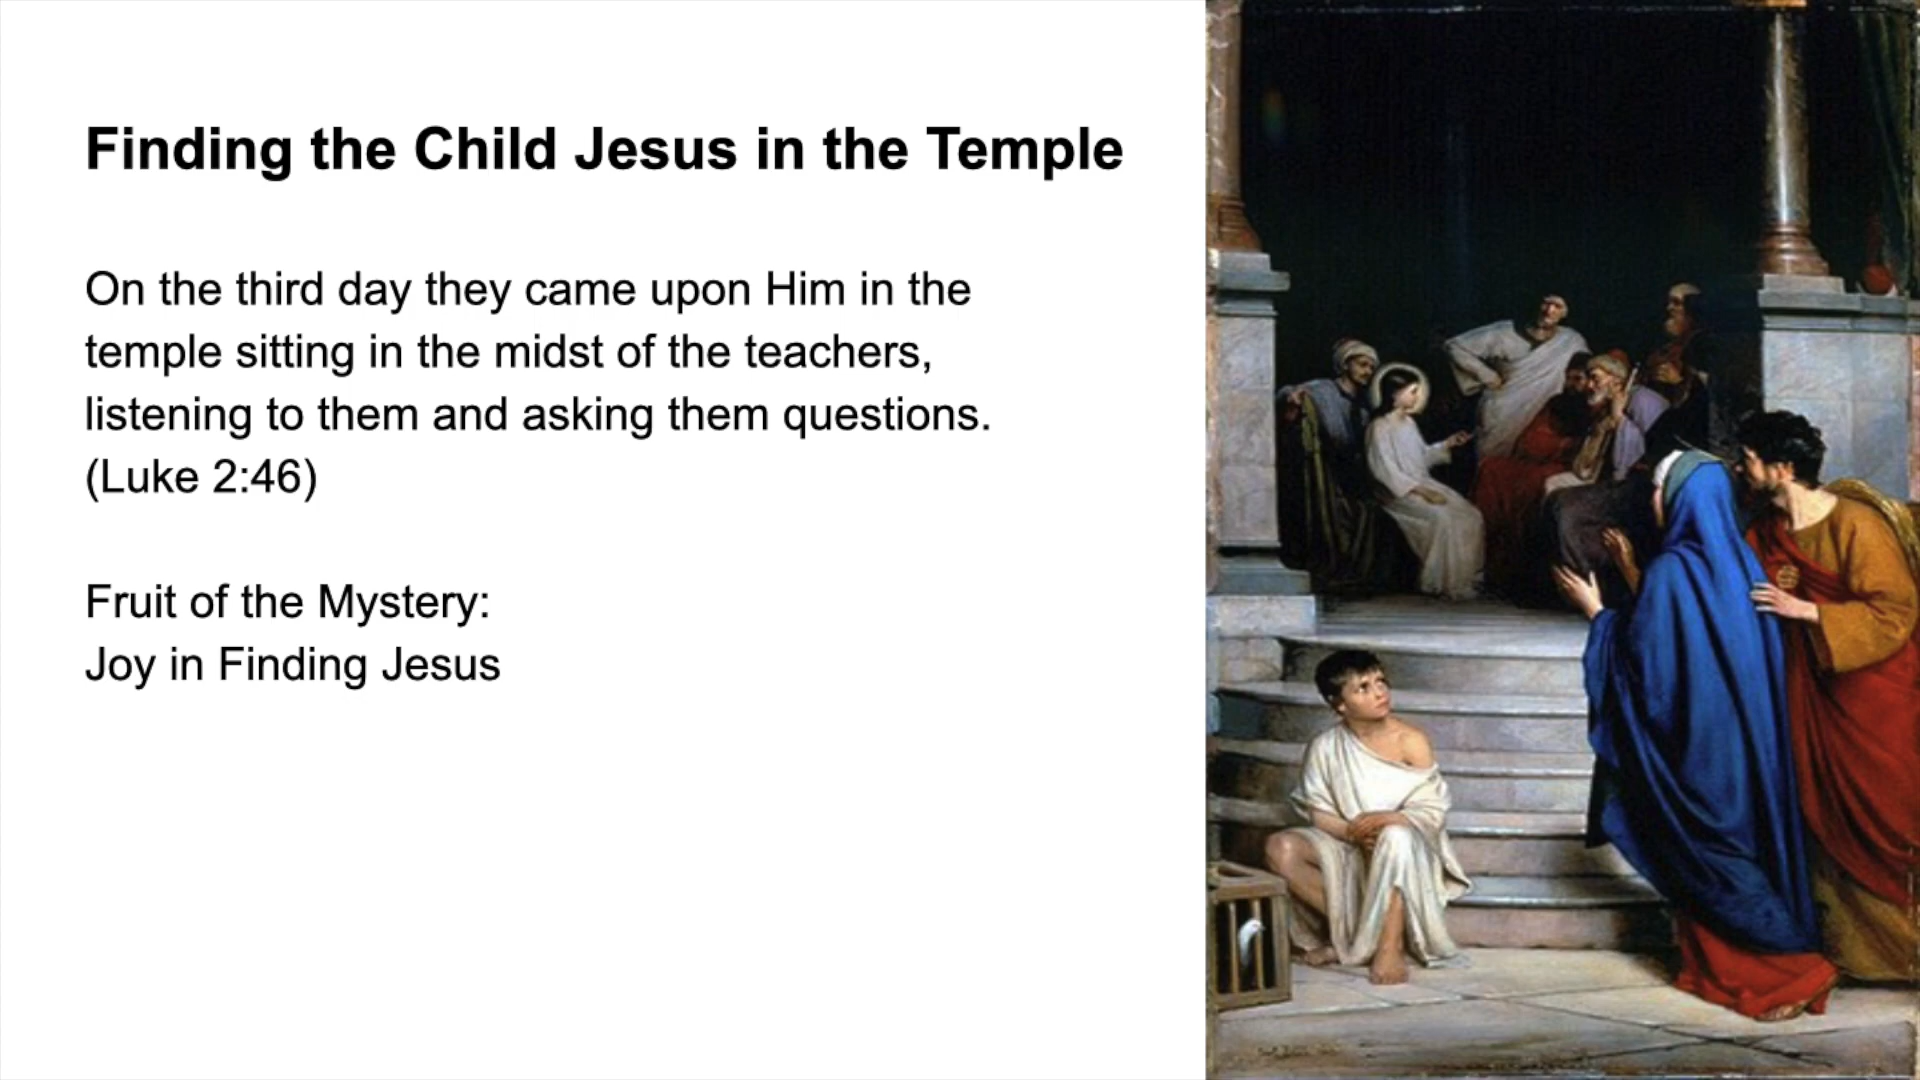 Finding the Child Jesus in the Temple
On the third day they came upon Him in the
temple sitting in the midst of the teachers,
listening to them and asking them questions.
(Luke 2:46)
Fruit of the Mystery:
Joy in Finding Jesus